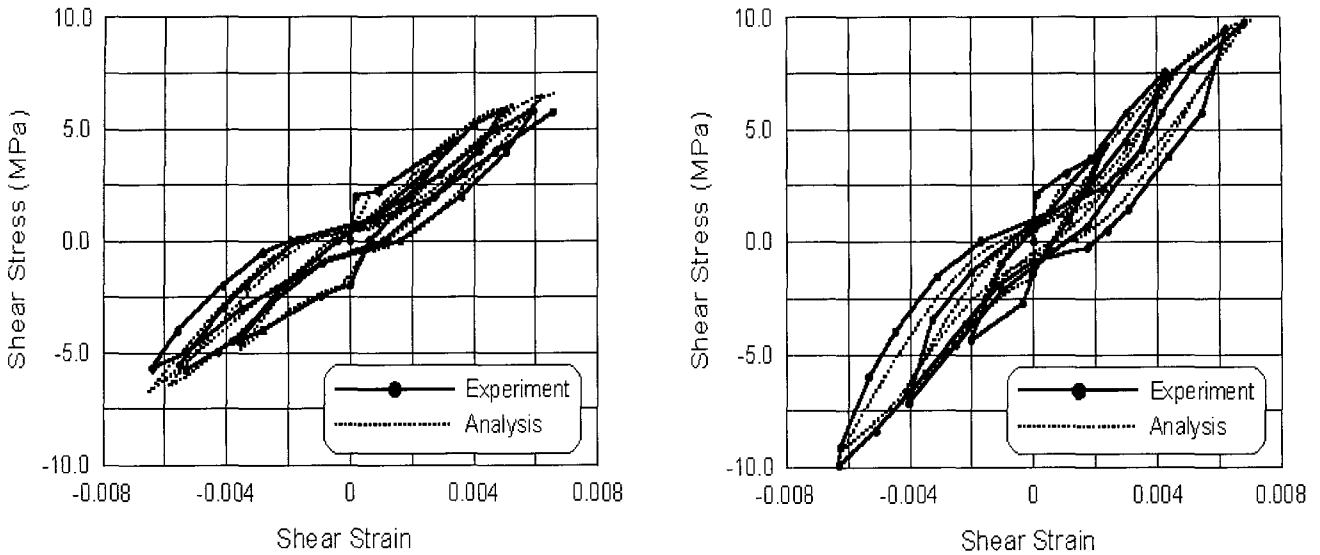 10.0
5.0
0.0
-5.0
-10.0
Shear Stress (MPa)
Experiment
Analysis
-0.008 -0.004 0 0.004 0.008
Shear Strain
10.0
5.0
0.0
-5.0
-10.0
Shear Stress (MPa)
Experiment
Analysis
-0.008 -0.004 0 0.004 0.008
Shear Strain